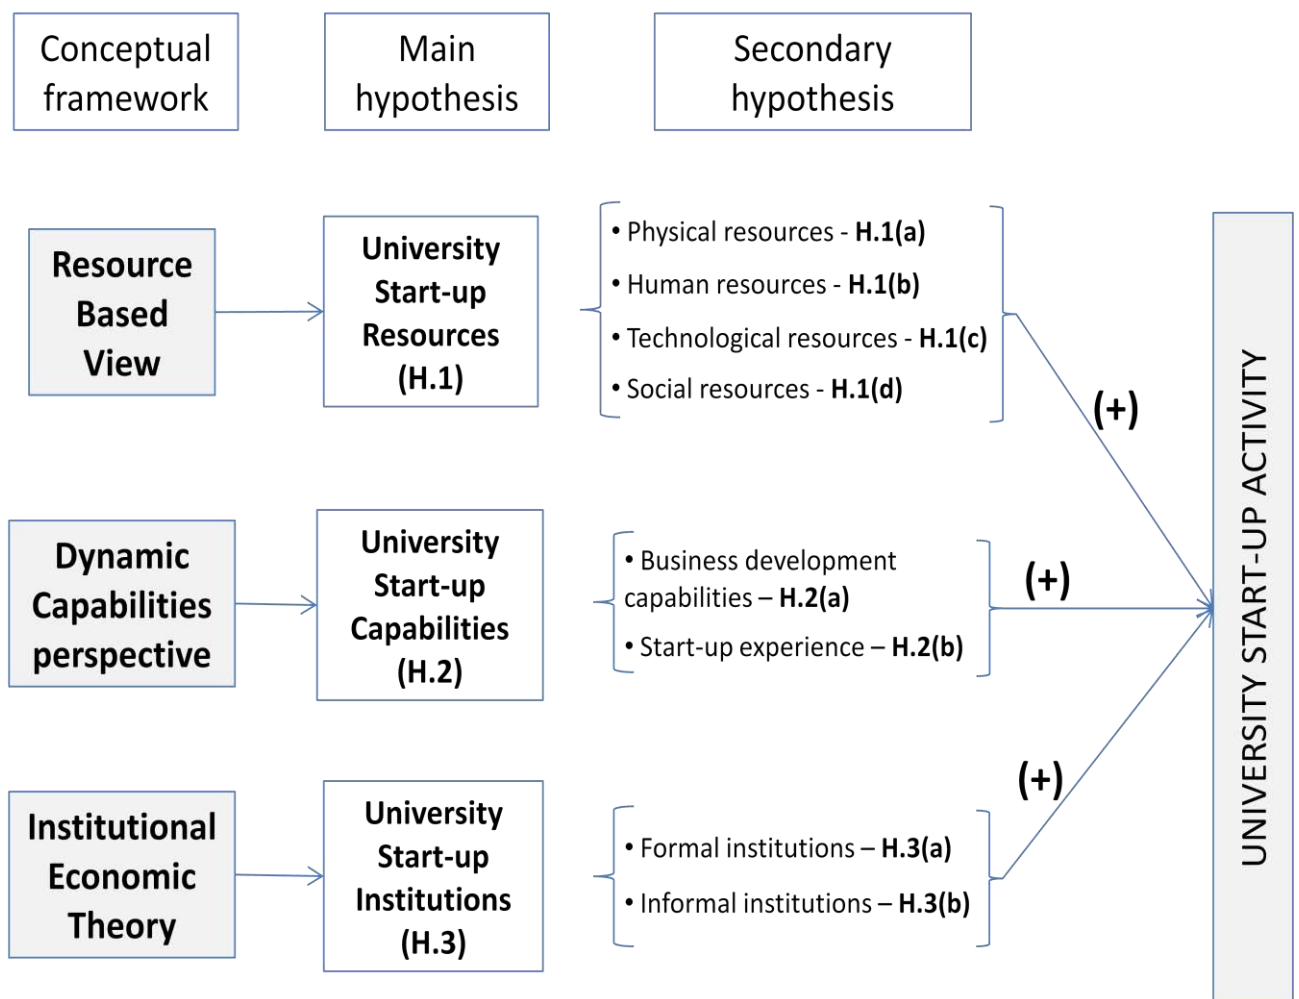 Conceptual
framework
Main
hypothesis
Secondary
hypothesis
Resource
Based
View
University
Start-up
Resources
(H.1)
• Physical resources - H.1(a)
• Human resources - H.1(b)
• Technological resources - H.1(c)
• Social resources - H.1(d)
(+)
Dynamic
Capabilities
perspective
University
Start-up
Capabilities
(H.2)
• Business development
capabilities – H.2(a)
• Start-up experience – H.2(b)
(+)
Institutional
Economic
Theory
University
Start-up
Institutions
(H.3)
• Formal institutions – H.3(a)
• Informal institutions – H.3(b)
(+)
UNIVERSITY START-UP ACTIVITY